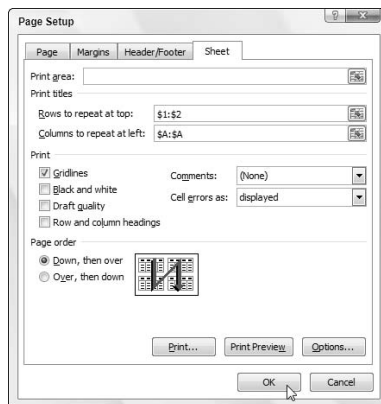 Page Setup
Page Margins Header/Footer Sheet
Print area:
Print titles
Rows to repeat at top: $1:$2
Columns to repeat at left: $A:$A
Print
Gridlines Comments: (None)
Black and white Cell errors as: displayed
Draft quality
Row and column headings
Page order
Down, then over
Over, then down
Print... Print Preview Options...
OK Cancel